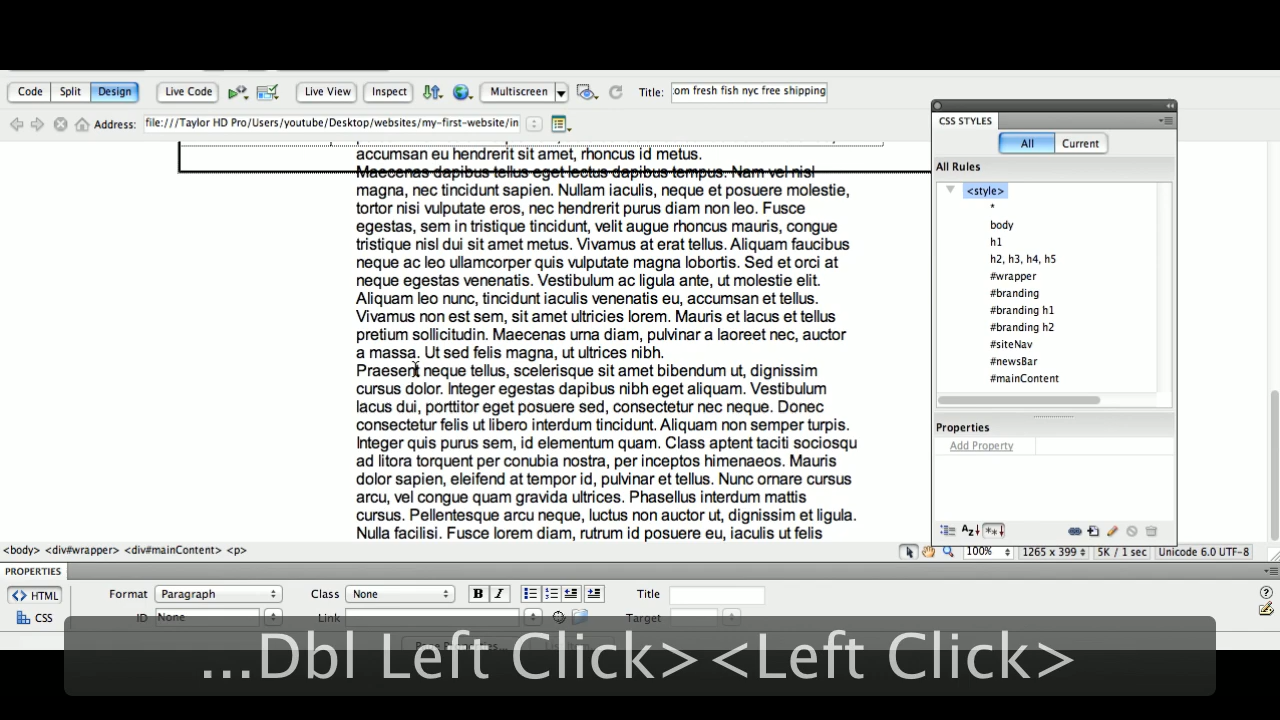 Code Split Design Live Code Live View Inspect Multiscreen Title: om fresh fish nyc free shipping
Address: file:///Taylor HD Pro/Users/youtube/Desktop/websites/my-first-website/in
accumsan eu hendrerit sit amet, rhoncus id metus.
Maecenas dapibus tellus eget lectus dapibus tempus. Nam vel nisl
magna, nec tincidunt sapien. Nullam iaculis, neque et posuere molestie,
tortor nisi vulputate eros, nec hendrerit purus diam non leo. Fusce
egestas, sem in tristique tincidunt, velit augue rhoncus mauris, congue
tristique nisl dui sit amet metus. Vivamus at erat tellus. Aliquam faucibus
neque ac leo ullamcorper quis vulputate magna lobortis. Sed et orci at
neque egestas venenatis. Vestibulum ac ligula ante, ut molestie elit.
Aliquam leo nunc, tincidunt iaculis venenatis eu, accumsan et tellus.
Vivamus non est sem, sit amet ultricies lorem. Mauris et lacus et tellus
pretium sollicitudin. Maecenas urna diam, pulvinar a laoreet nec, auctor
a massa. Ut sed felis magna, ut ultrices nibh.
Praesent neque tellus, scelerisque sit amet bibendum ut, dignissim
cursus dolor. Integer egestas dapibus nibh eget aliquam. Vestibulum
lacus dui, porttitor eget posuere sed, consectetur nec neque. Donec
consectetur felis ut libero interdum tincidunt. Aliquam non semper turpis.
Integer quis purus sem, id elementum quam. Class aptent taciti sociosqu
ad litora torquent per conubia nostra, per inceptos himenaeos. Mauris
dolor sapien, eleifend at tempor id, pulvinar et tellus. Nunc ornare cursus
arcu, vel congue quam gravida ultrices. Phasellus interdum mattis
cursus. Pellentesque arcu neque, luctus non auctor ut, dignissim et ligula.
Nulla facilisi. Fusce lorem diam, rutrum id posuere eu, iaculis ut felis
CSS STYLES
All Current
All Rules
<style>
*
body
h1
h2, h3, h4, h5
#wrapper
#branding
#branding h1
#branding h2
#siteNav
#newsBar
#mainContent
Properties
Add Property
<body> <div#wrapper> <div#mainContent> <p> 100% 1265 x 399 5K / 1 sec Unicode 6.0 UTF-8
PROPERTIES
<> HTML Format Paragraph Class None B I Title
CSS ID None Link Target
...Dbl Left Click><Left Click>